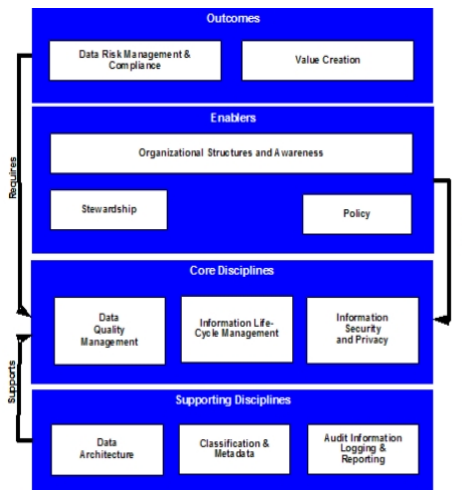 Outcomes
Data Risk Management &
Compliance
Value Creation
Enablers
Organizational Structures and Awareness
Stewardship
Policy
Requires
Core Disciplines
Data
Quality
Management
Information Life-
Cycle Management
Information
Security
and Privacy
Supports
Supporting Disciplines
Data
Architecture
Classification &
Metadata
Audit Information
Logging &
Reporting